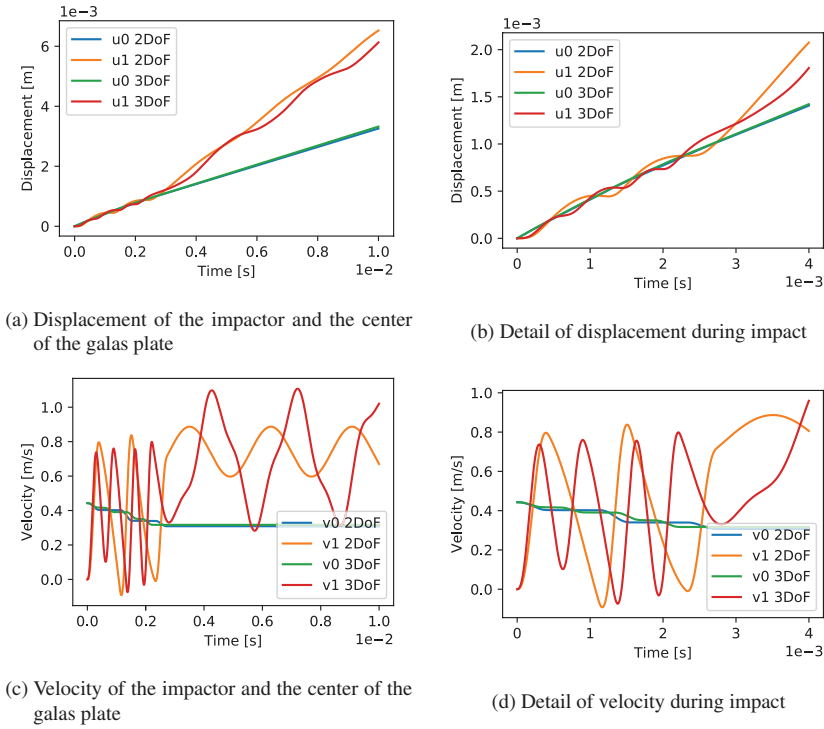 1e−3
6
4
2
0
Displacement [m]
u0 2DoF
u1 2DoF
u0 3DoF
u1 3DoF
0.0 0.2 0.4 0.6 0.8 1.0
Time [s]
1e−2
(a) Displacement of the impactor and the center
of the galas plate
1e−3
2.0
1.5
1.0
0.5
0.0
Displacement [m]
u0 2DoF
u1 2DoF
u0 3DoF
u1 3DoF
0 1 2 3 4
Time [s]
1e−3
(b) Detail of displacement during impact
1.0
0.8
0.6
0.4
0.2
0.0
Velocity [m/s]
v0 2DoF
v1 2DoF
v0 3DoF
v1 3DoF
0.0 0.2 0.4 0.6 0.8 1.0
Time [s]
1e−2
(c) Velocity of the impactor and the center of the
galas plate
1.0
0.8
0.6
0.4
0.2
0.0
Velocity [m/s]
v0 2DoF
v1 2DoF
v0 3DoF
v1 3DoF
0 1 2 3 4
Time [s]
1e−3
(d) Detail of velocity during impact